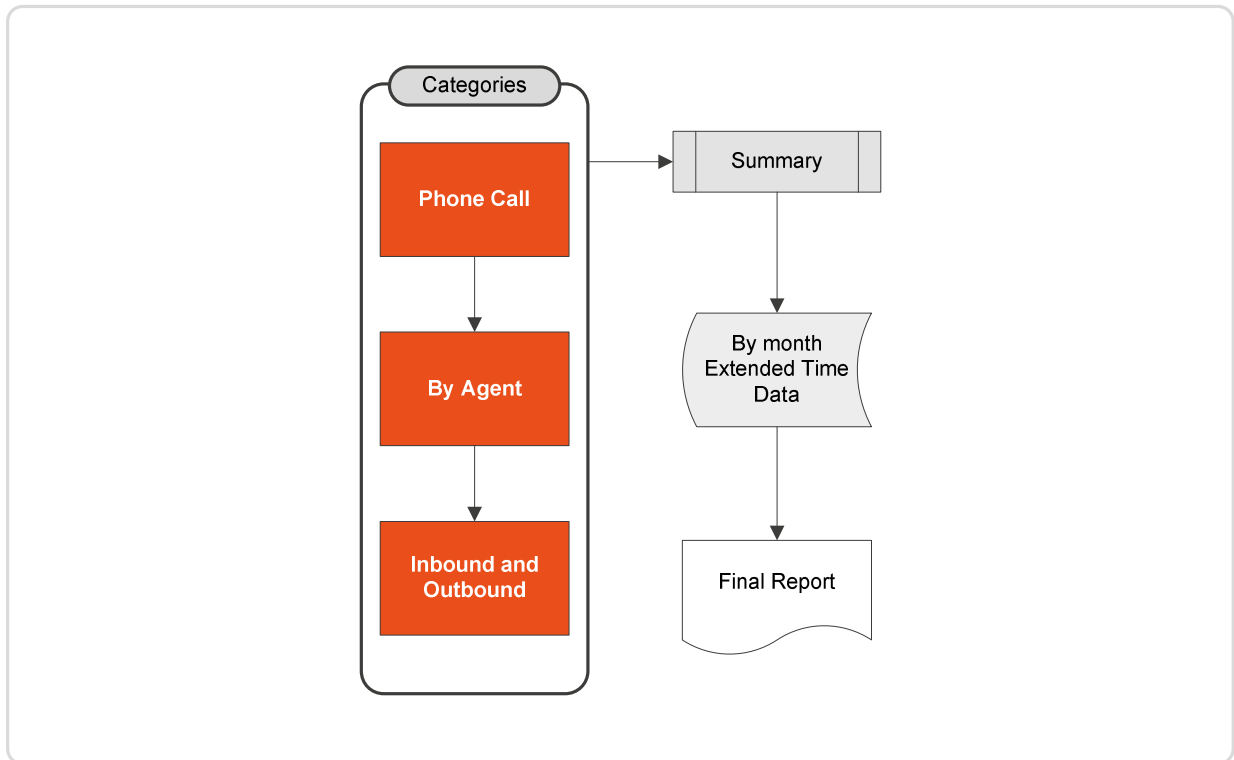 Categories
Phone Call
By Agent
Inbound and
Outbound
Summary
By month
Extended Time
Data
Final Report